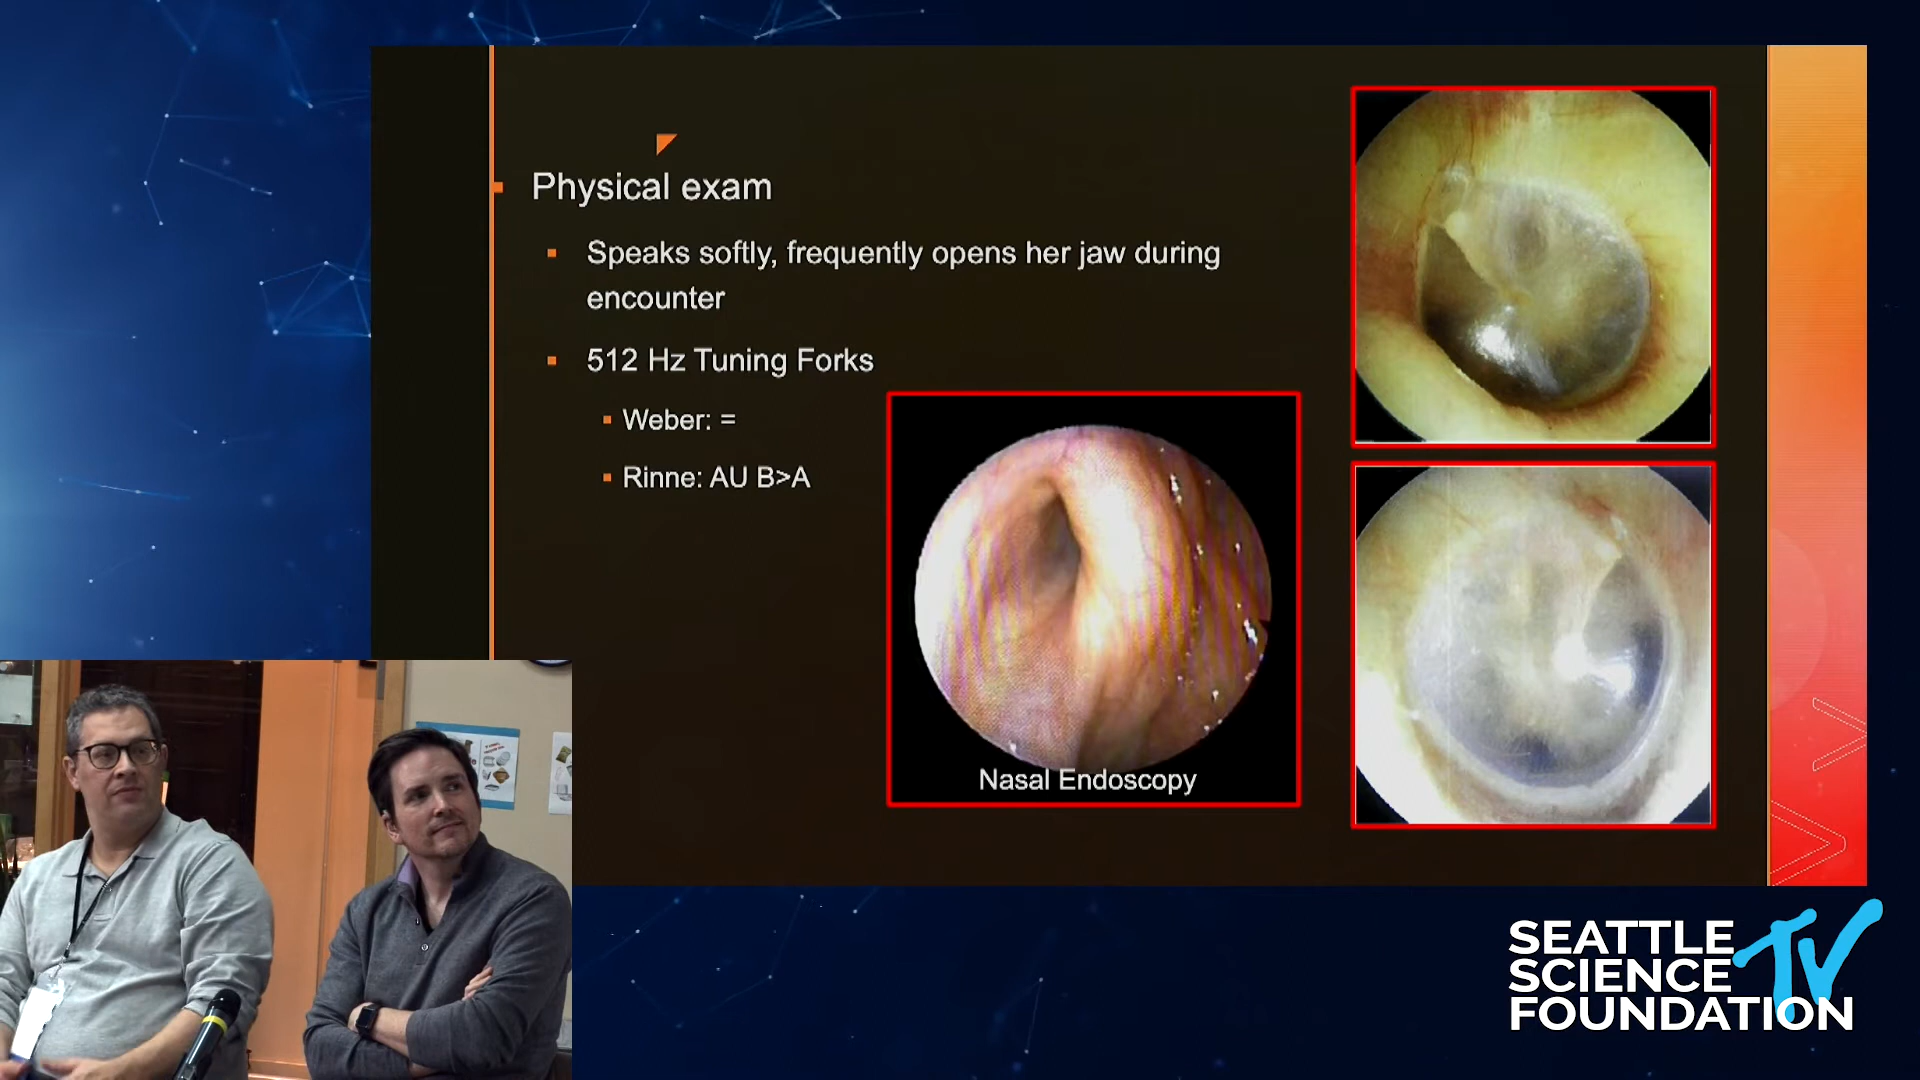 Physical exam
Speaks softly, frequently opens her jaw during
encounter
512 Hz Tuning Forks
Weber: =
Rinne: AU B>A
Nasal Endoscopy
SEATTLE
SCIENCE
FOUNDATION
TV